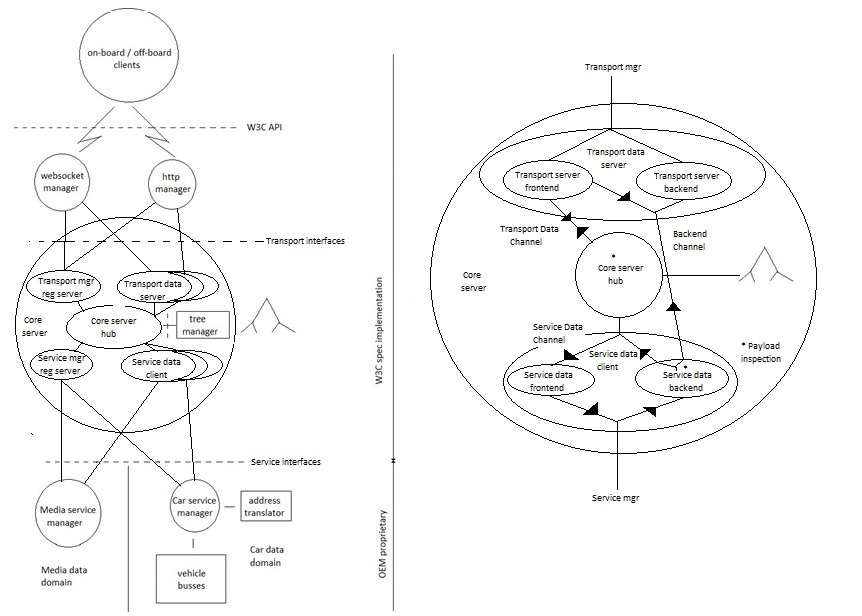 on-board / off-board
clients
W3C API
websocket
manager
http
manager
Transport interfaces
Transport mgr
reg server
Transport data
server
Core
server
Core server
hub
tree
manager
Service mgr
reg server
Service data
client
Service interfaces
Media service
manager
Car service
manager
address
translator
Media data
domain
vehicle
busses
Car data
domain
W3C spec implementation
OEM proprietary
Transport mgr
Transport data
server
Transport server
frontend
Transport server
backend
Transport Data
Channel
Backend
Channel
Core
server
*
Core server
hub
Service Data
Channel
Service data
client
* Payload
inspection
Service data
frontend
*
Service data
backend
Service mgr